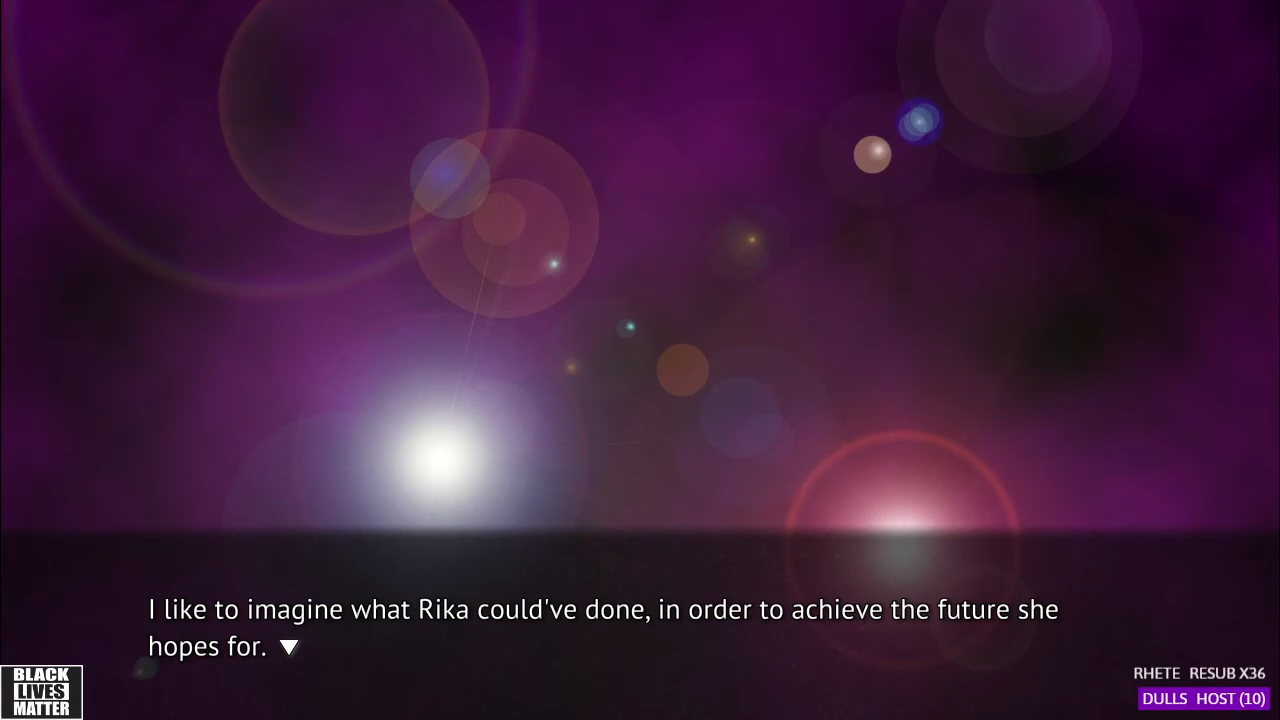 I like to imagine what Rika could've done, in order to achieve the future she
hopes for.
BLACK
LIVES
MATTER
RHETE RESUB X36
DULLS HOST (10)